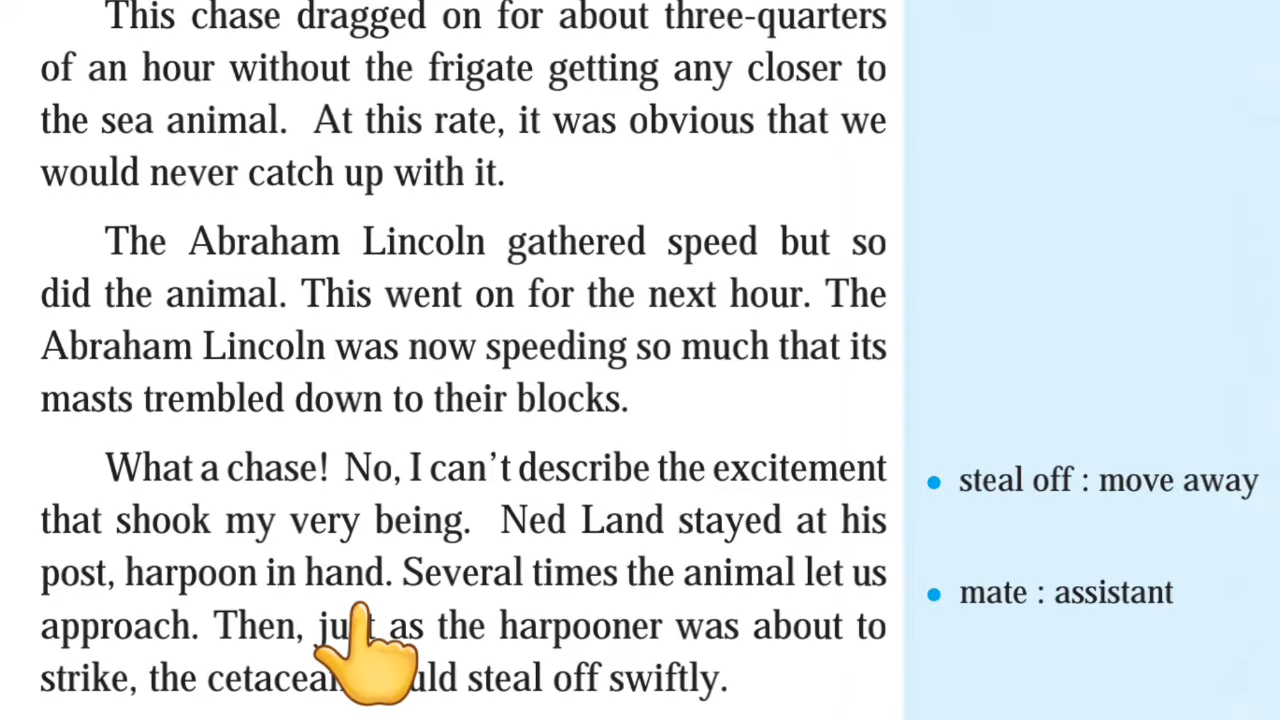 This chase dragged on for about three-quarters
of an hour without the frigate getting any closer to
the sea animal. At this rate, it was obvious that we
would never catch up with it.
The Abraham Lincoln gathered speed but so
did the animal. This went on for the next hour. The
Abraham Lincoln was now speeding so much that its
masts trembled down to their blocks.
What a chase! No, I can't describe the excitement
that shook my very being. Ned Land stayed at his
post, harpoon in hand. Several times the animal let us
approach. Then, just as the harpooner was about to
strike, the cetacean steal off swiftly.
• steal off : move away
• mate : assistant